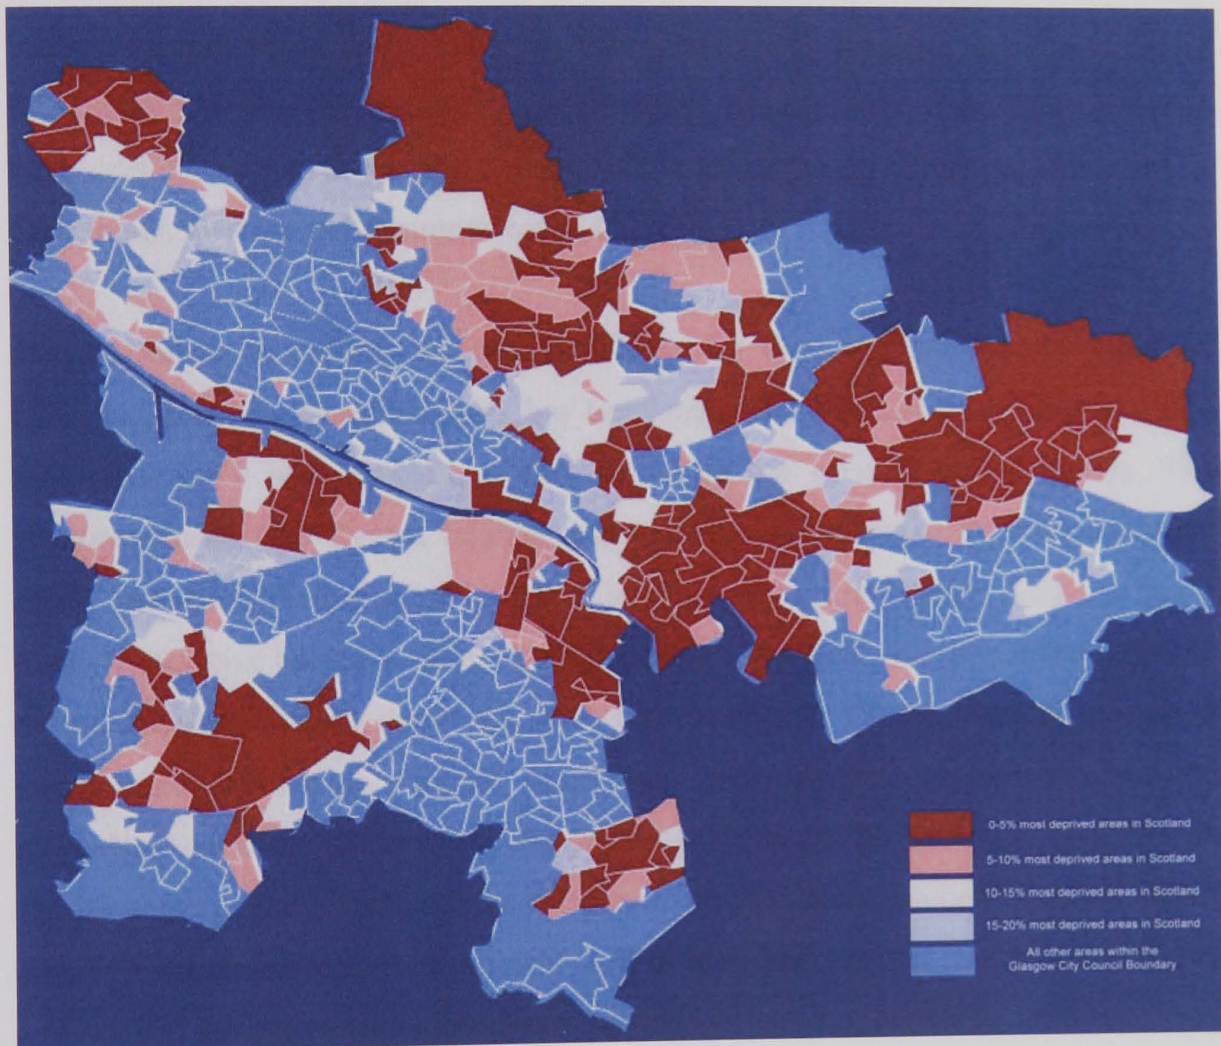 0-5% most deprived areas in Scotland
5-10% most deprived areas in Scotland
10-15% most deprived areas in Scotland
15-20% most deprived areas in Scotland
All other areas within the
Glasgow City Council Boundary